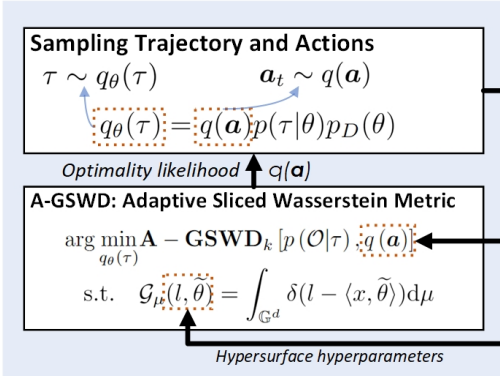 Sampling Trajectory and Actions
τ ∼ q_θ(τ) a_t ∼ q(a)
q_θ(τ) = q(a)p(τ|θ)p_D(θ)
Optimality likelihood q(a)
A-GSWD: Adaptive Sliced Wasserstein Metric
arg min_{q_θ(τ)} A − GSWD_k [p(O|τ), q(a)]
s.t. G_μ(l, θ̃) = ∫_{𝔾^d} δ(l − ⟨x, θ̃⟩)dμ
Hypersurface hyperparameters